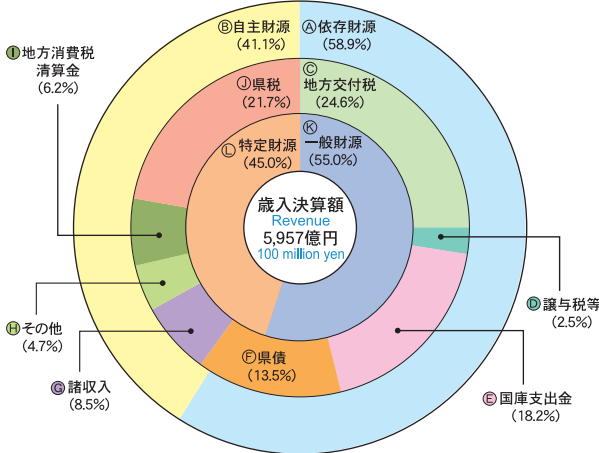 Ⓑ自主財源
(41.1%)
Ⓐ依存財源
(58.9%)
Ⓘ地方消費税
清算金
(6.2%)
Ⓙ県税
(21.7%)
Ⓒ
地方交付税
(24.6%)
Ⓛ特定財源
(45.0%)
Ⓚ
一般財源
(55.0%)
歳入決算額
Revenue
5,957億円
100 million yen
Ⓓ譲与税等
(2.5%)
Ⓗその他
(4.7%)
Ⓕ県債
(13.5%)
Ⓖ諸収入
(8.5%)
Ⓔ国庫支出金
(18.2%)